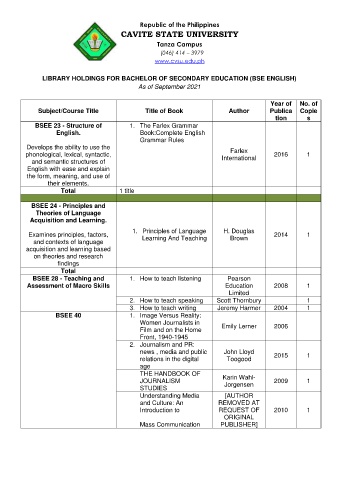 Republic of the Philippines
CAVITE STATE UNIVERSITY
Tanza Campus
(046) 414 – 3979
www.cvsu.edu.ph
LIBRARY HOLDINGS FOR BACHELOR OF SECONDARY EDUCATION (BSE ENGLISH)
As of September 2021
Subject/Course Title
Title of Book
Author
Year of
Publica
tion
No. of
Copie
s
BSEE 23 - Structure of
English.
Develops the ability to use the
phonological, lexical, syntactic,
and semantic structures of
English with ease and explain
the form, meaning, and use of
their elements.
1. The Farlex Grammar
Book:Complete English
Grammar Rules
Farlex
International
2016
1
Total
1 title
BSEE 24 - Principles and
Theories of Language
Acquisition and Learning.
Examines principles, factors,
and contexts of language
acquisition and learning based
on theories and research
findings
1. Principles of Language
Learning And Teaching
H. Douglas
Brown
2014
1
Total
BSEE 28 - Teaching and
Assessment of Macro Skills
1. How to teach listening
Pearson
Education
Limited
2008
1
2. How to teach speaking
Scott Thornbury
1
3. How to teach writing
Jeremy Harmer
2004
1
BSEE 40
1. Image Versus Reality:
Women Journalists in
Film and on the Home
Front, 1940-1945
Emily Lerner
2006
2. Journalism and PR:
news , media and public
relations in the digital
age
John Lloyd
Toogood
2015
1
THE HANDBOOK OF
JOURNALISM
STUDIES
Karin Wahl-
Jorgensen
2009
1
Understanding Media
and Culture: An
Introduction to
Mass Communication
[AUTHOR
REMOVED AT
REQUEST OF
ORIGINAL
PUBLISHER]
2010
1